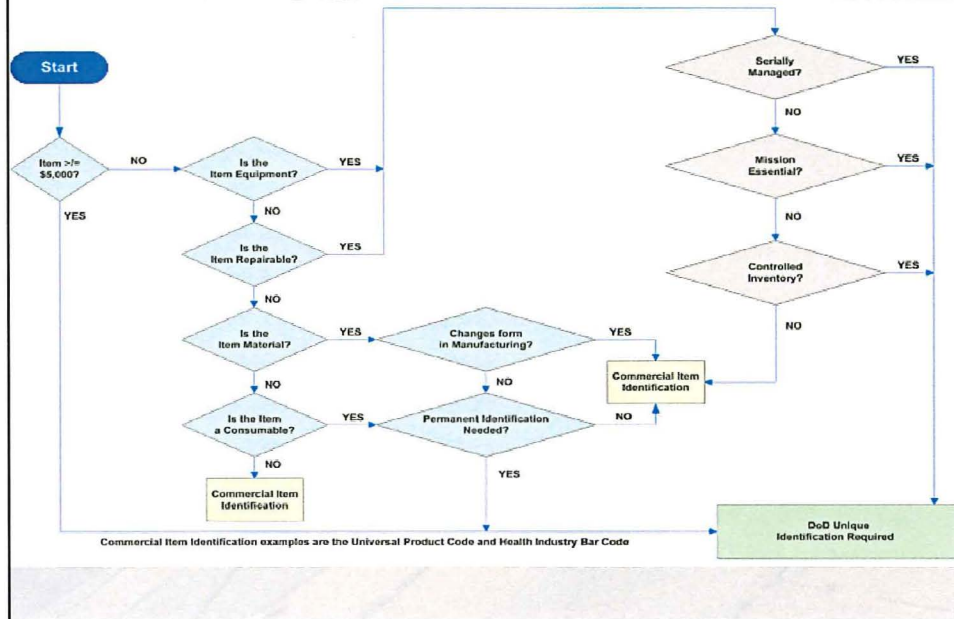 Start
Item >/=
$5,000?
NO
YES
Is the
Item Equipment?
YES
NO
Is the
Item Repairable?
YES
NO
Is the
Item Material?
YES
NO
Changes form
in Manufacturing?
YES
NO
Is the Item
a Consumable?
YES
NO
Permanent Identification
Needed?
NO
YES
Commercial Item
Identification
Serially
Managed?
YES
NO
Mission
Essential?
YES
NO
Controlled
Inventory?
YES
NO
Commercial Item
Identification
DoD Unique
Identification Required
Commercial Item Identification examples are the Universal Product Code and Health Industry Bar Code